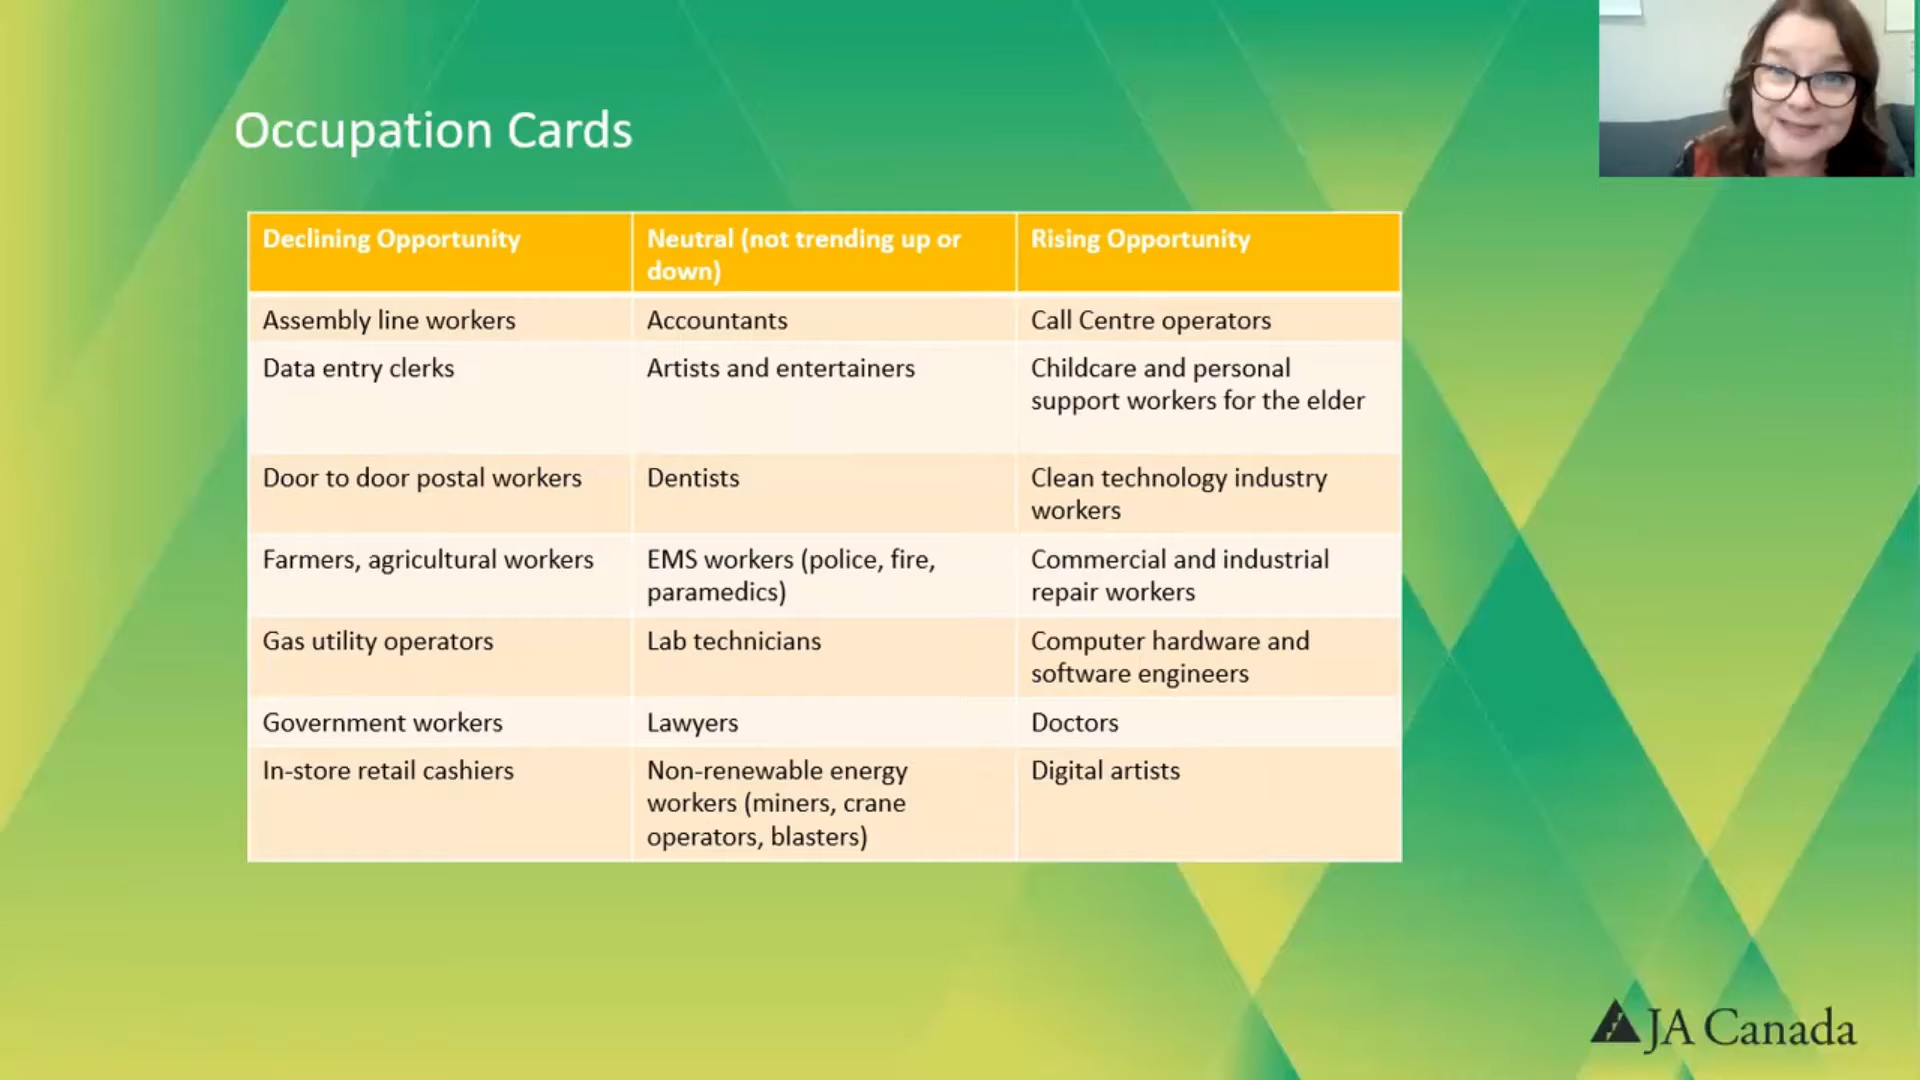 Occupation Cards
Declining Opportunity
Neutral (not trending up or
down)
Rising Opportunity
Assembly line workers
Accountants
Call Centre operators
Data entry clerks
Artists and entertainers
Childcare and personal
support workers for the elder
Door to door postal workers
Dentists
Clean technology industry
workers
Farmers, agricultural workers
EMS workers (police, fire,
paramedics)
Commercial and industrial
repair workers
Gas utility operators
Lab technicians
Computer hardware and
software engineers
Government workers
Lawyers
Doctors
In-store retail cashiers
Non-renewable energy
workers (miners, crane
operators, blasters)
Digital artists
JA Canada